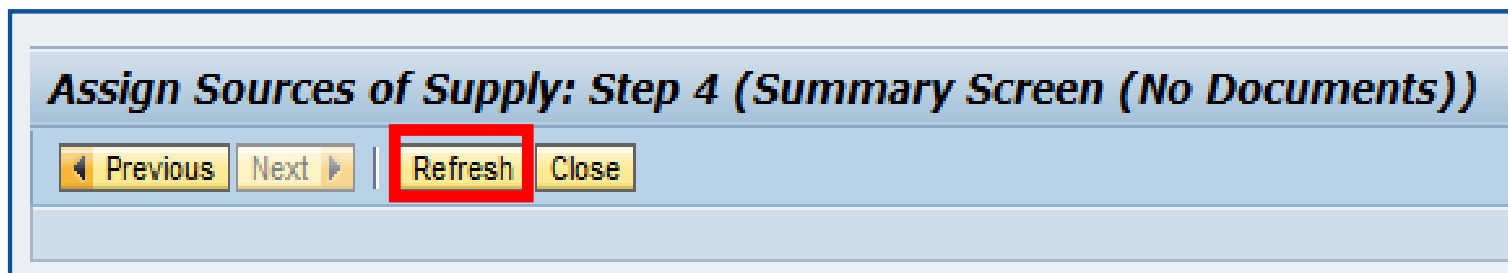 Assign Sources of Supply: Step 4 (Summary Screen (No Documents))
Previous Next Refresh Close